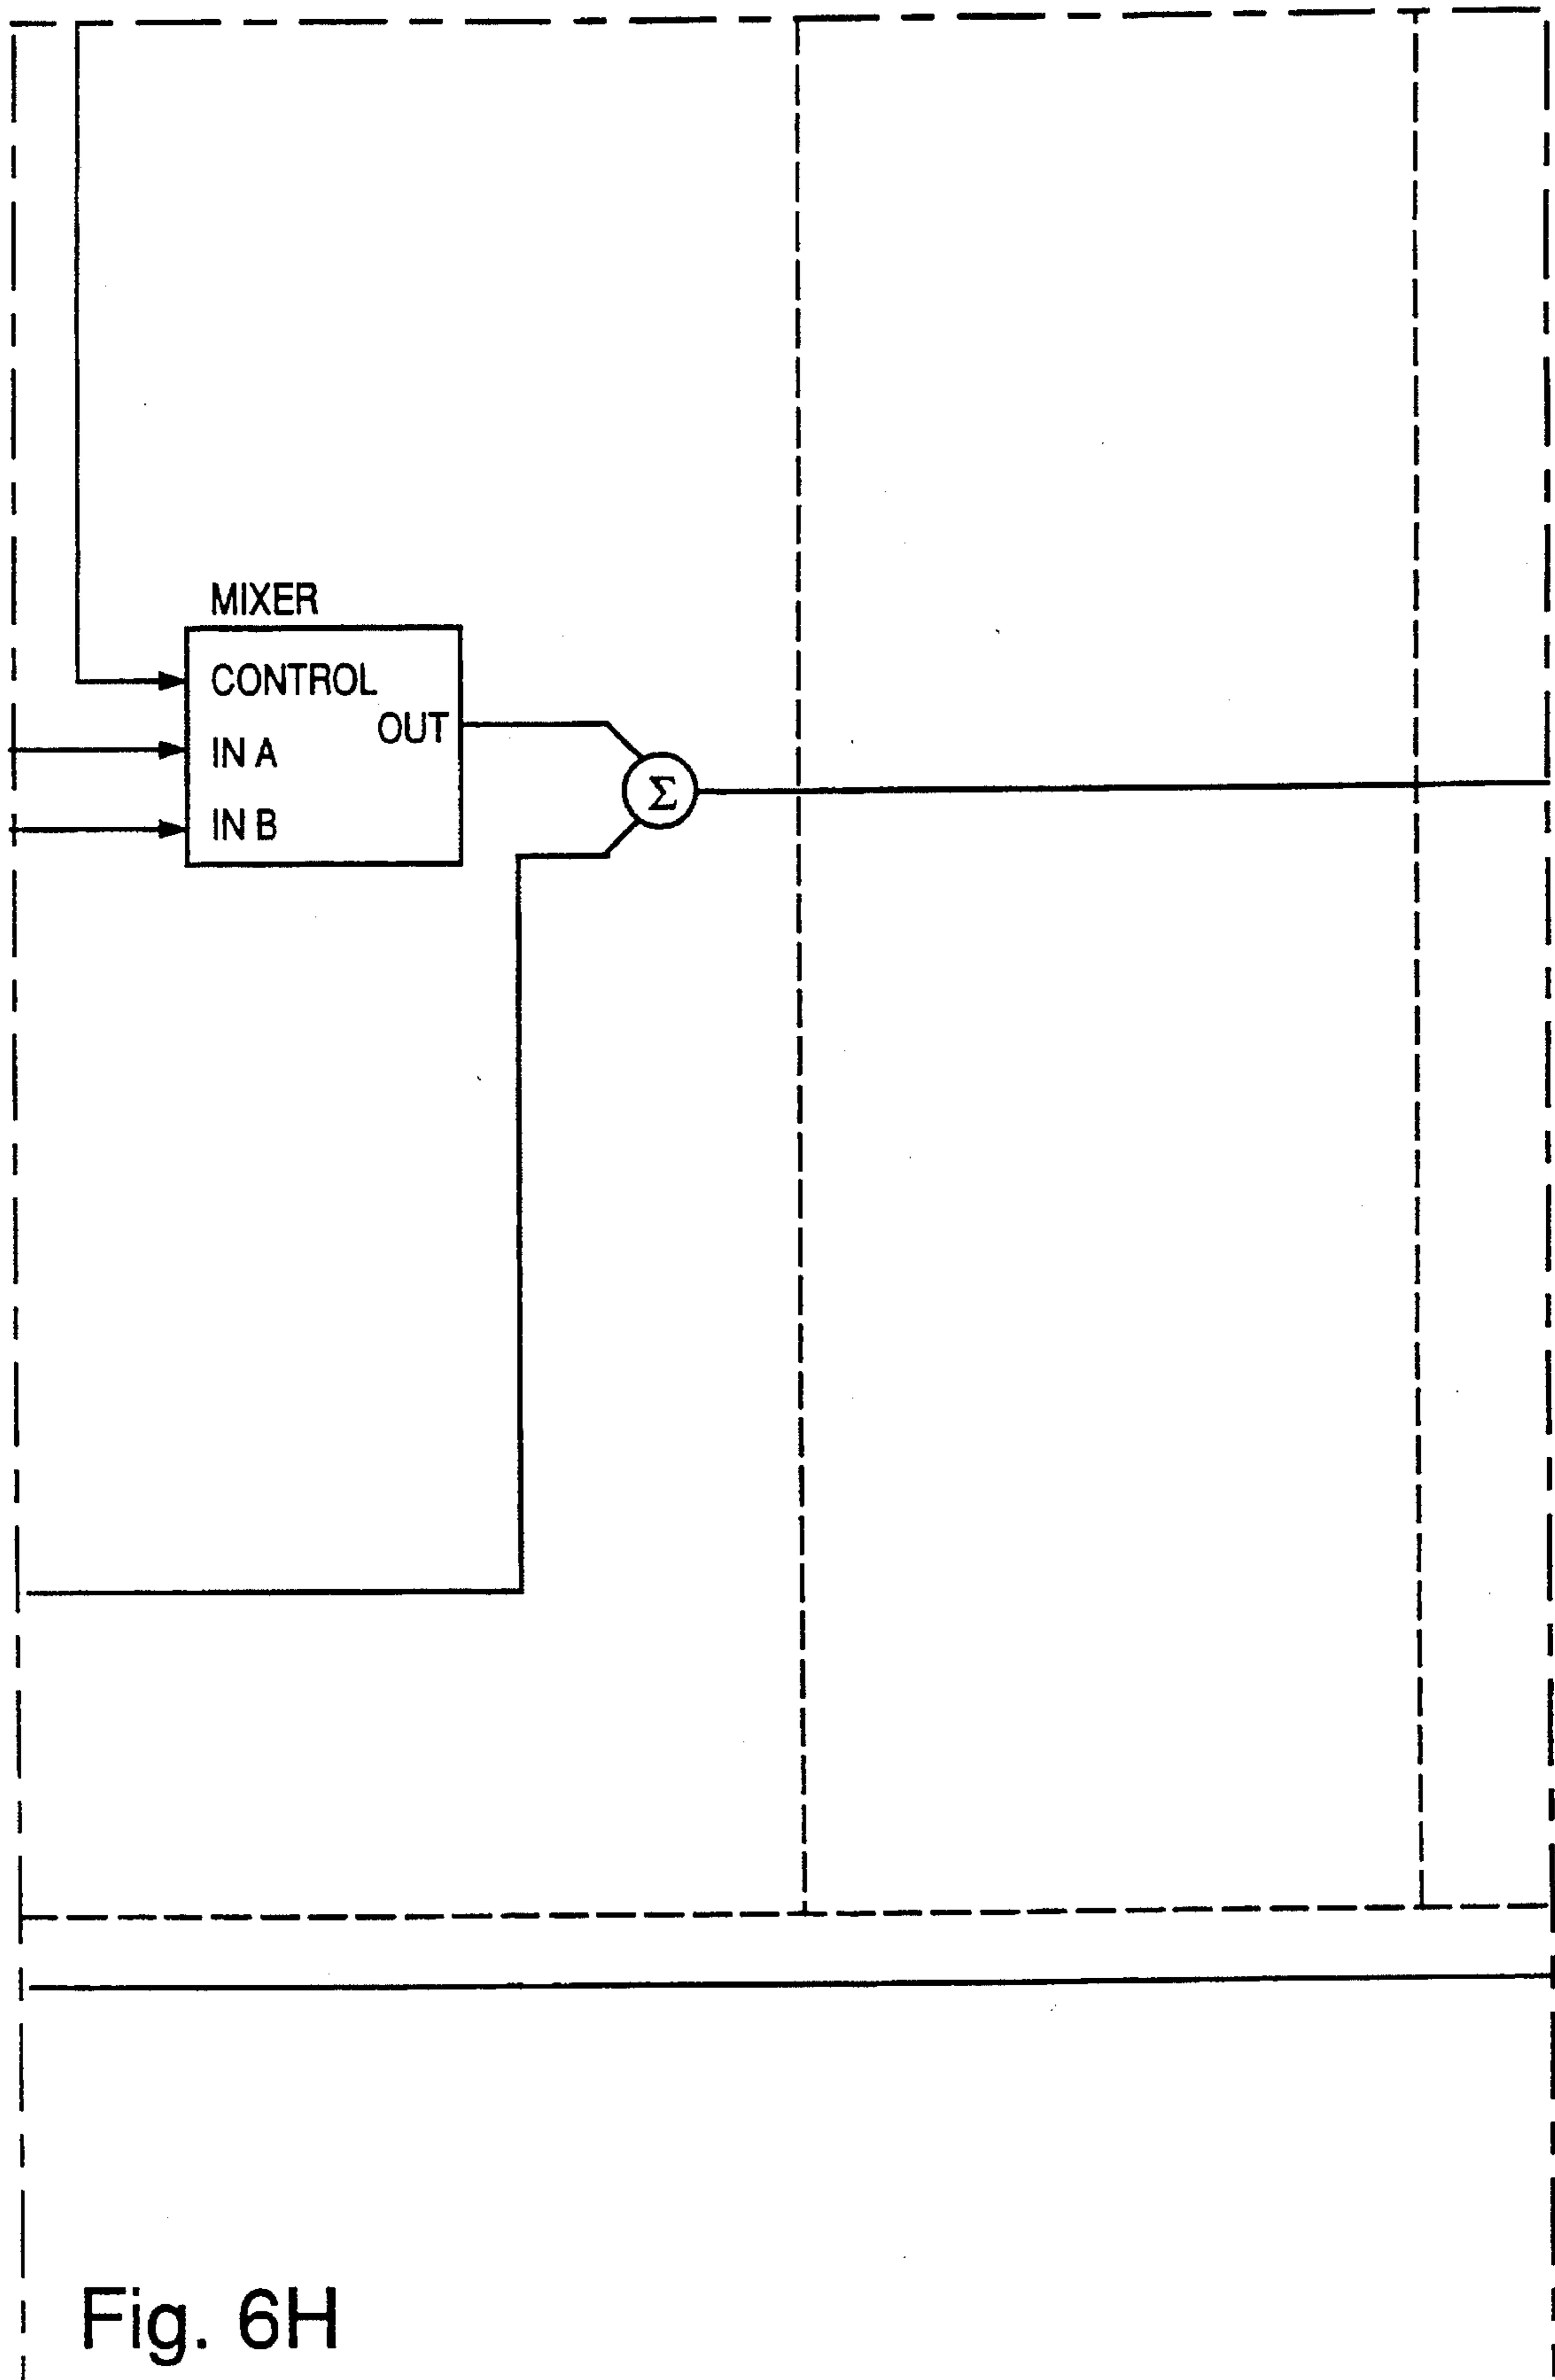 MIXER
CONTROL
OUT
IN A
IN B
Σ
Fig. 6H